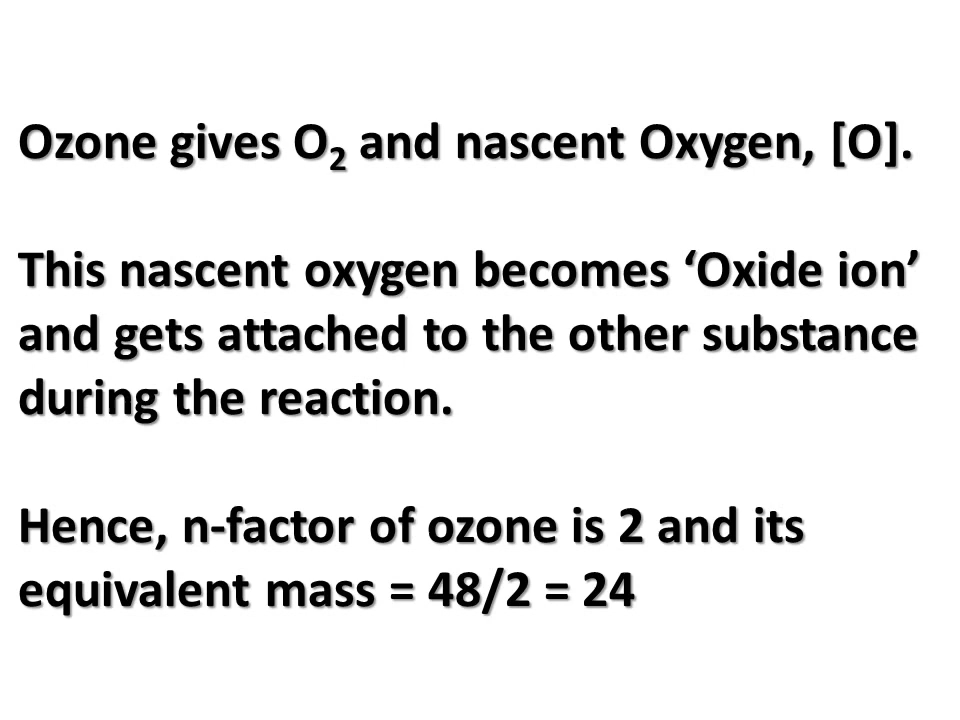 Ozone gives O₂ and nascent Oxygen, [O].
This nascent oxygen becomes ‘Oxide ion’
and gets attached to the other substance
during the reaction.
Hence, n-factor of ozone is 2 and its
equivalent mass = 48/2 = 24